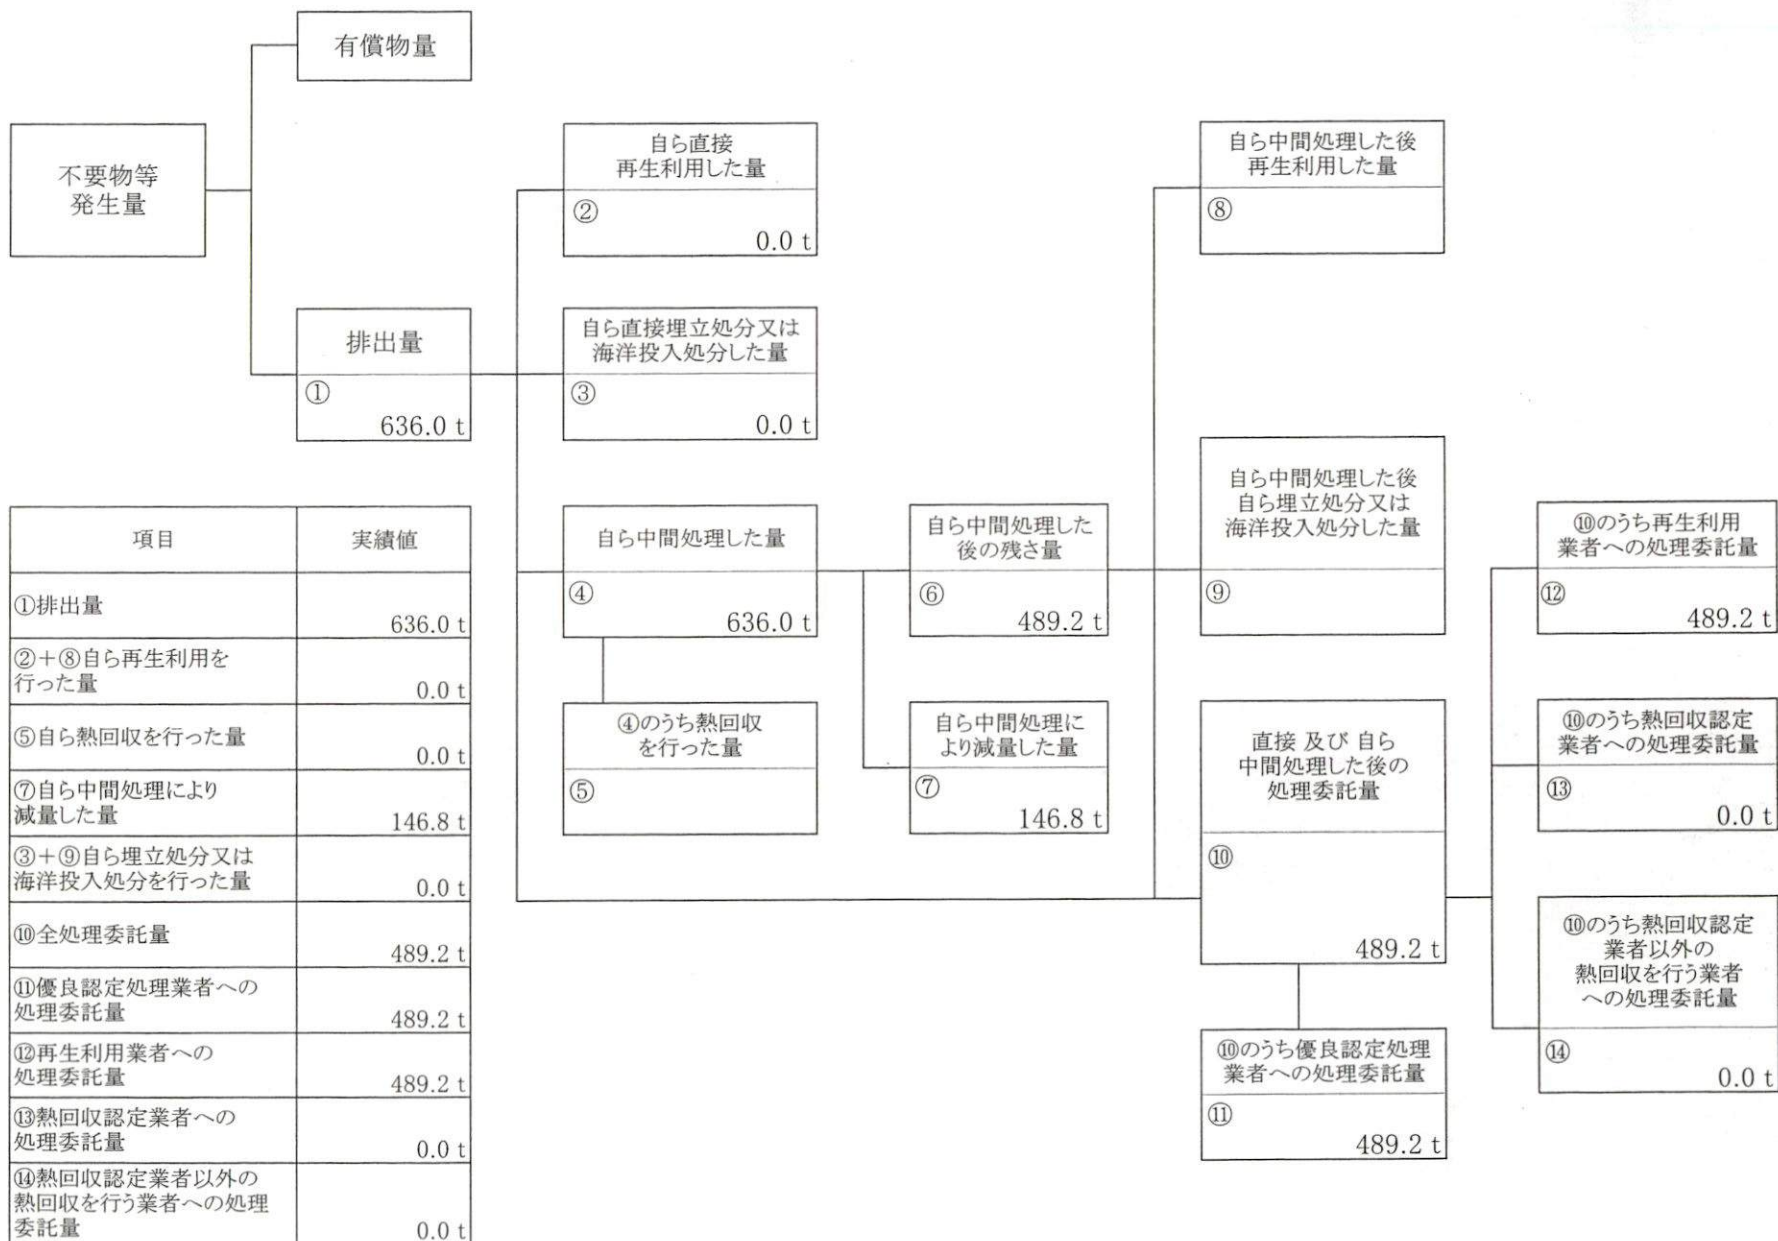 有償物量
不要物等
発生量
排出量
①
636.0 t
自ら直接
再生利用した量
②
0.0 t
自ら直接埋立処分又は
海洋投入処分した量
③
0.0 t
自ら中間処理した量
④
636.0 t
④のうち熱回収
を行った量
⑤
自ら中間処理した
後の残さ量
⑥
489.2 t
自ら中間処理に
より減量した量
⑦
146.8 t
自ら中間処理した後
再生利用した量
⑧
自ら中間処理した後
自ら埋立処分又は
海洋投入処分した量
⑨
直接 及び 自ら
中間処理した後の
処理委託量
⑩
489.2 t
⑩のうち優良認定処理
業者への処理委託量
⑪
489.2 t
⑩のうち再生利用
業者への処理委託量
⑫
489.2 t
⑩のうち熱回収認定
業者への処理委託量
⑬
0.0 t
⑩のうち熱回収認定
業者以外の
熱回収を行う業者
への処理委託量
⑭
0.0 t
項目 実績値
①排出量
636.0 t
②+⑧自ら再生利用を
行った量 0.0 t
⑤自ら熱回収を行った量
0.0 t
⑦自ら中間処理により
減量した量 146.8 t
③+⑨自ら埋立処分又は
海洋投入処分を行った量 0.0 t
⑩全処理委託量
489.2 t
⑪優良認定処理業者への
処理委託量 489.2 t
⑫再生利用業者への
処理委託量 489.2 t
⑬熱回収認定業者への
処理委託量 0.0 t
⑭熱回収認定業者以外の
熱回収を行う業者への処理
委託量 0.0 t